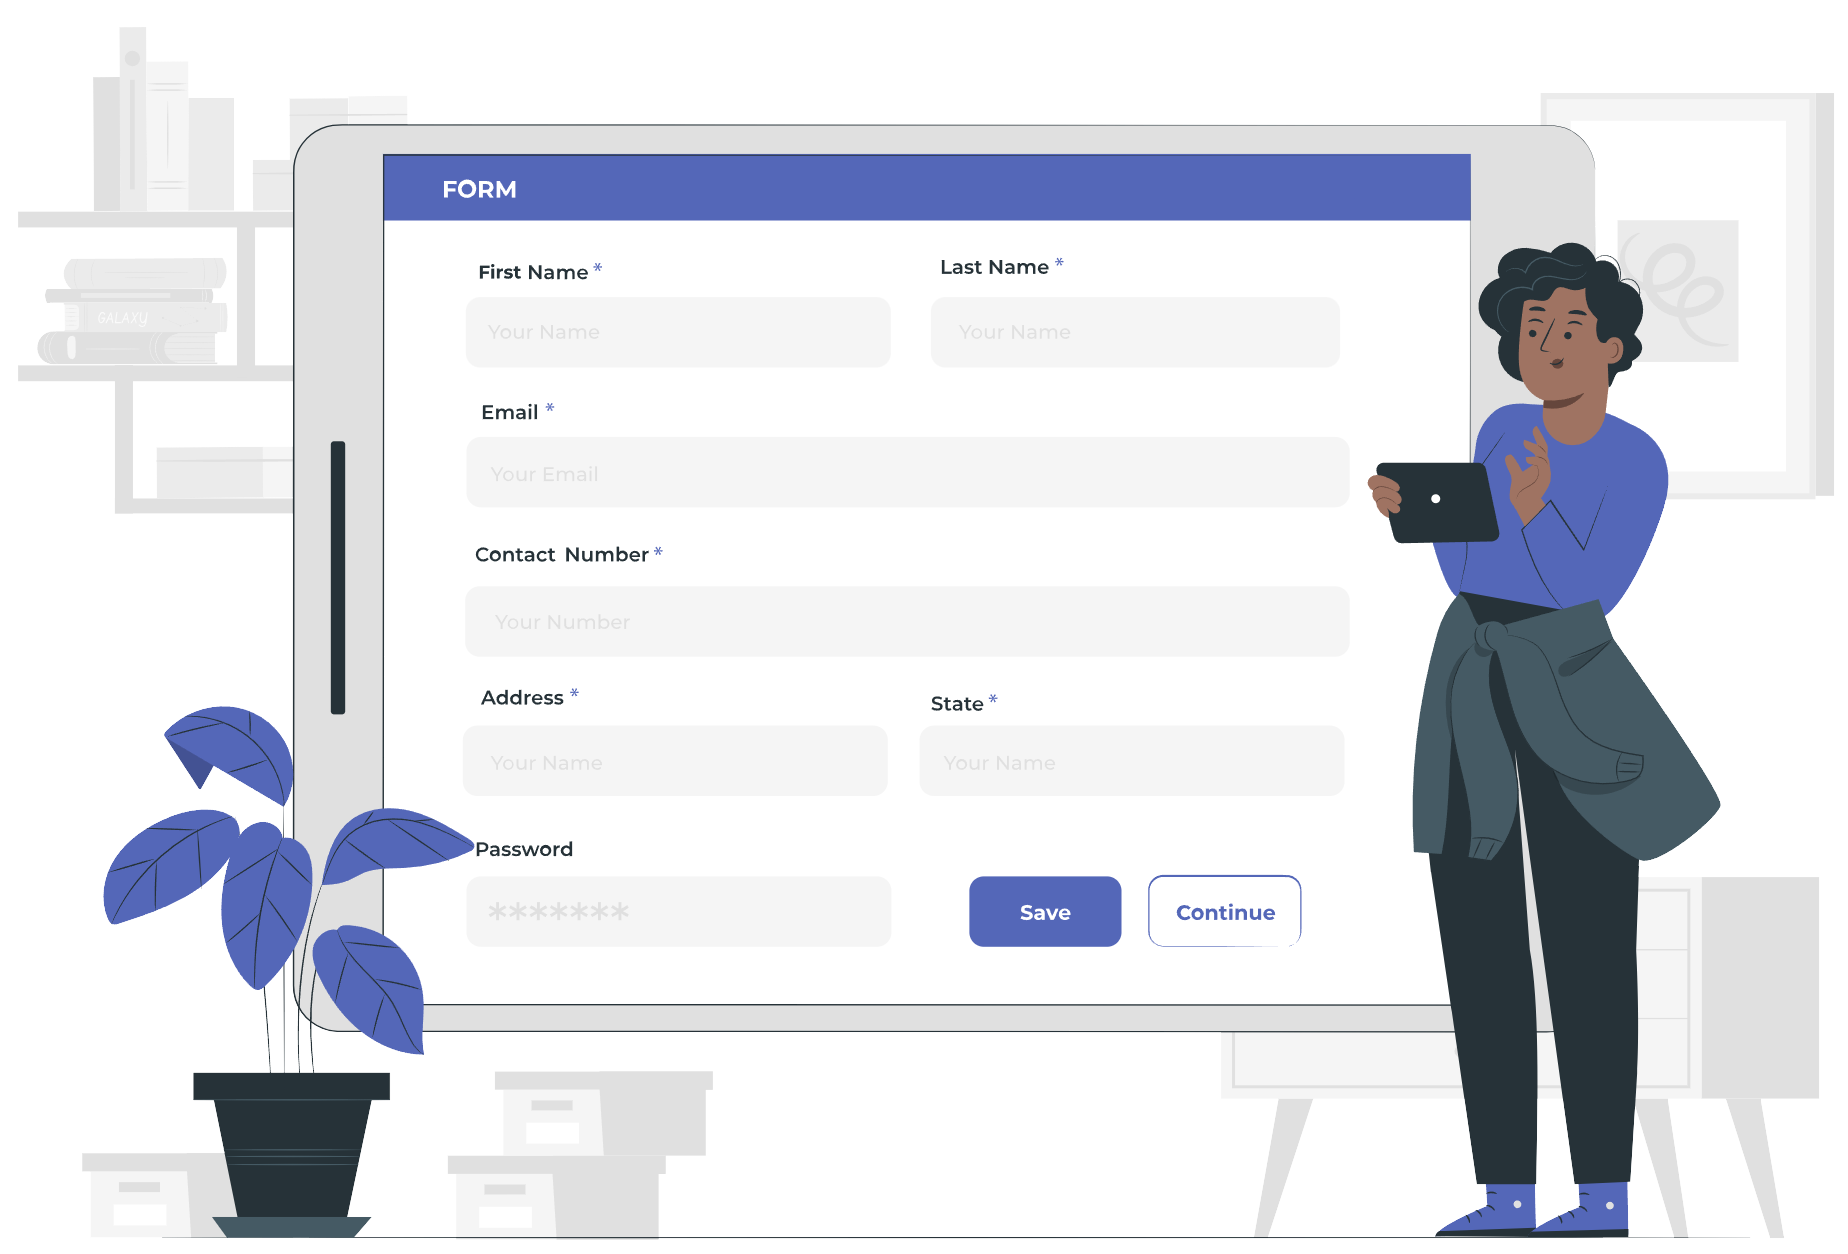 FORM
First Name * Last Name *
Your Name Your Name
Email *
Your Email
Contact Number *
Your Number
Address * State *
Your Name Your Name
Password
******* Save Continue
GALAXY